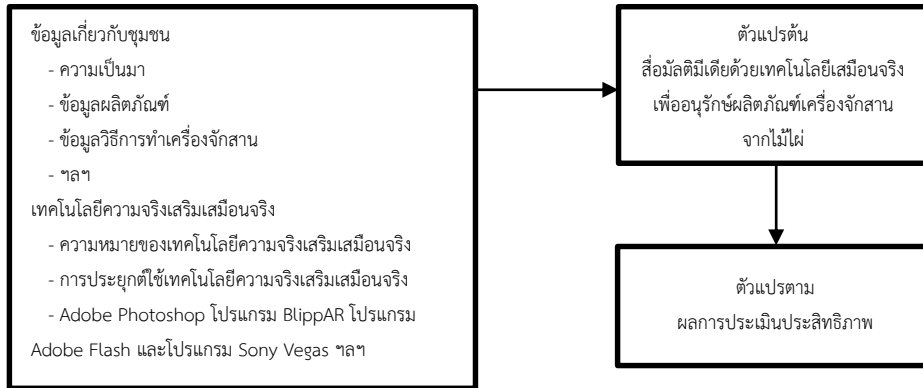 ข้อมูลเกี่ยวกับชุมชน
- ความเป็นมา
- ข้อมูลผลิตภัณฑ์
- ข้อมูลวิธีการทำเครื่องจักสาน
- ฯลฯ
เทคโนโลยีความจริงเสริมเสมือนจริง
- ความหมายของเทคโนโลยีความจริงเสริมเสมือนจริง
- การประยุกต์ใช้เทคโนโลยีความจริงเสริมเสมือนจริง
- Adobe Photoshop โปรแกรม BlippAR โปรแกรม
Adobe Flash และโปรแกรม Sony Vegas ฯลฯ
ตัวแปรต้น
สื่อมัลติมีเดียด้วยเทคโนโลยีเสมือนจริง
เพื่ออนุรักษ์ผลิตภัณฑ์เครื่องจักสาน
จากไม้ไผ่
ตัวแปรตาม
ผลการประเมินประสิทธิภาพ